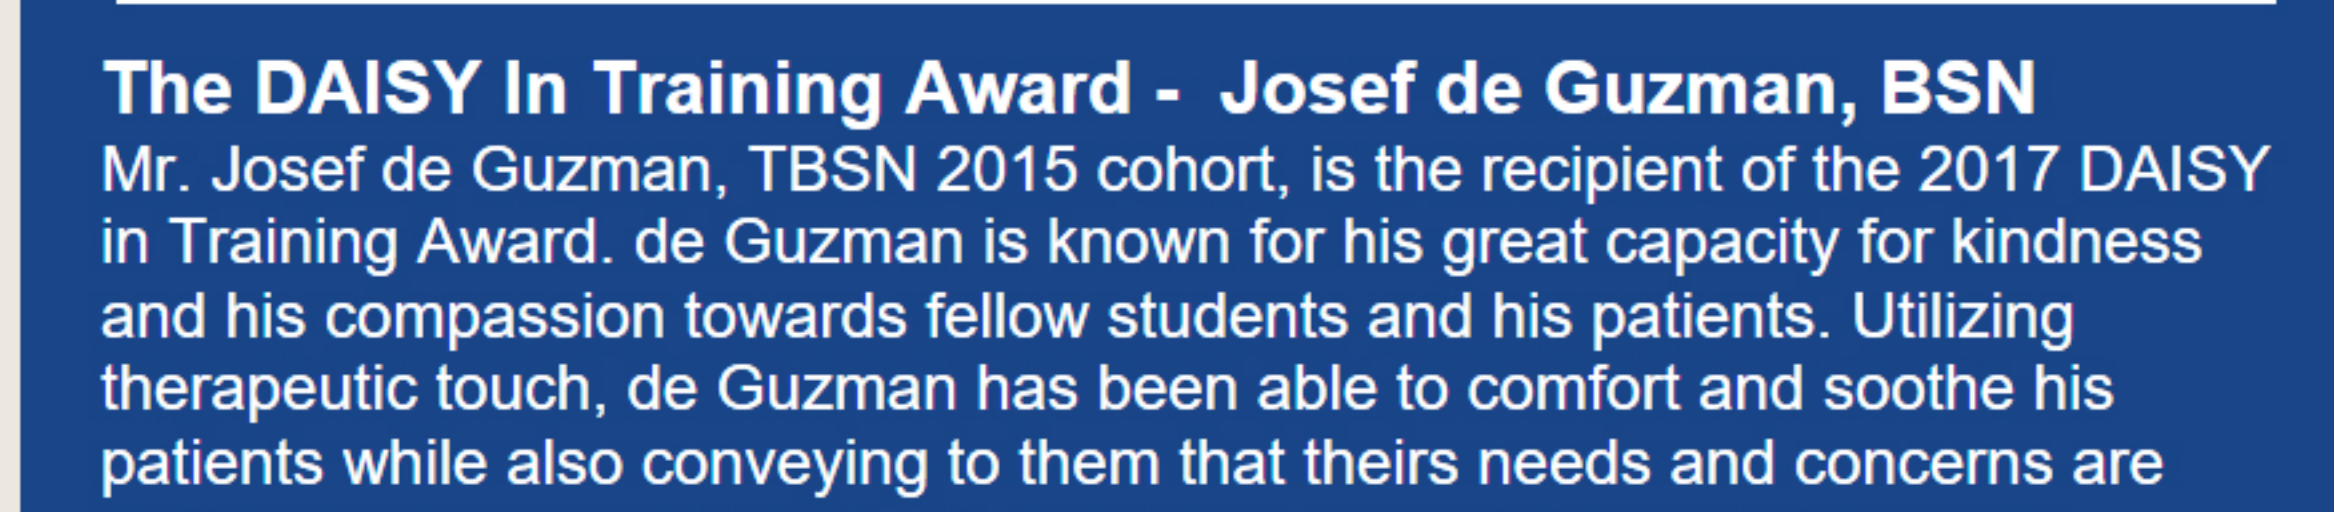 The DAISY In Training Award -  Josef de Guzman, BSN
Mr. Josef de Guzman, TBSN 2015 cohort, is the recipient of the 2017 DAISY
in Training Award. de Guzman is known for his great capacity for kindness
and his compassion towards fellow students and his patients. Utilizing
therapeutic touch, de Guzman has been able to comfort and soothe his
patients while also conveying to them that theirs needs and concerns are